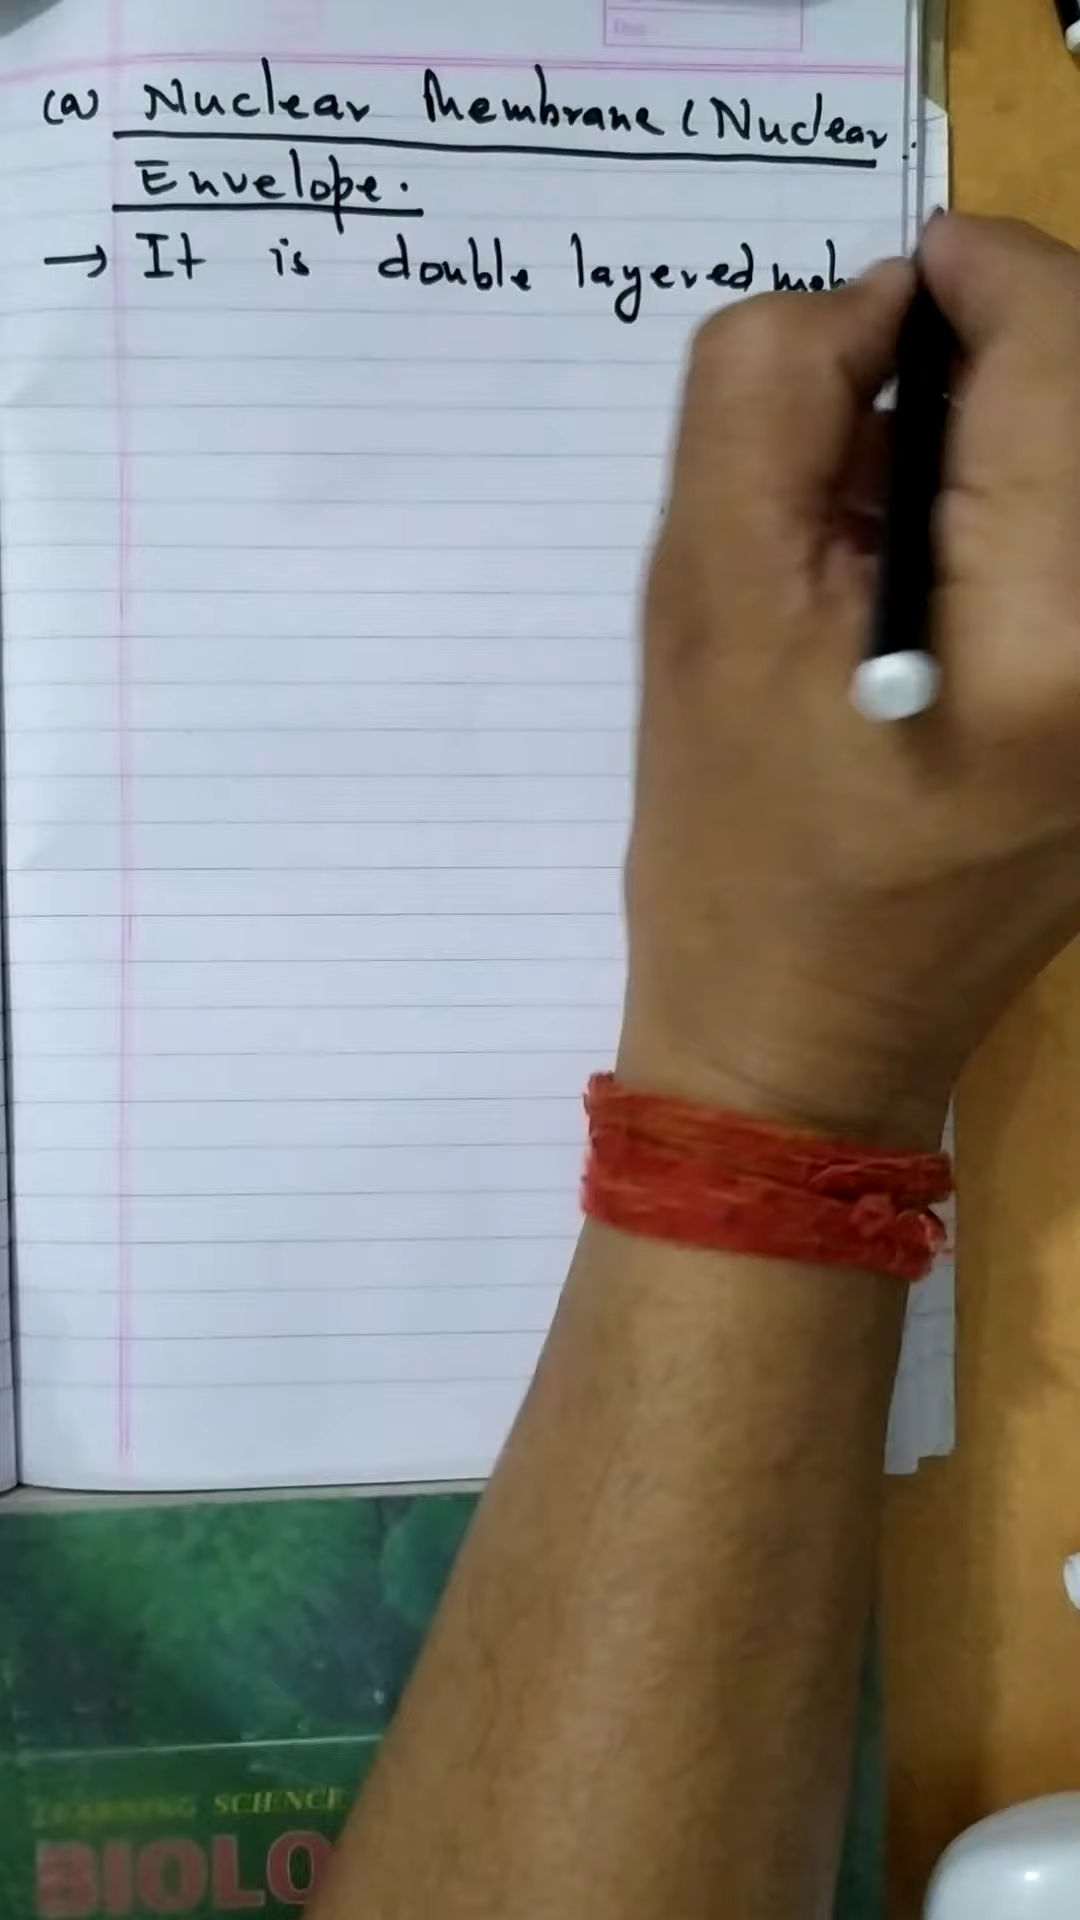 (a) Nuclear Membrane (Nuclear
Envelope.
→ It is double layered
LEARNING SCIENCE
BIOLO